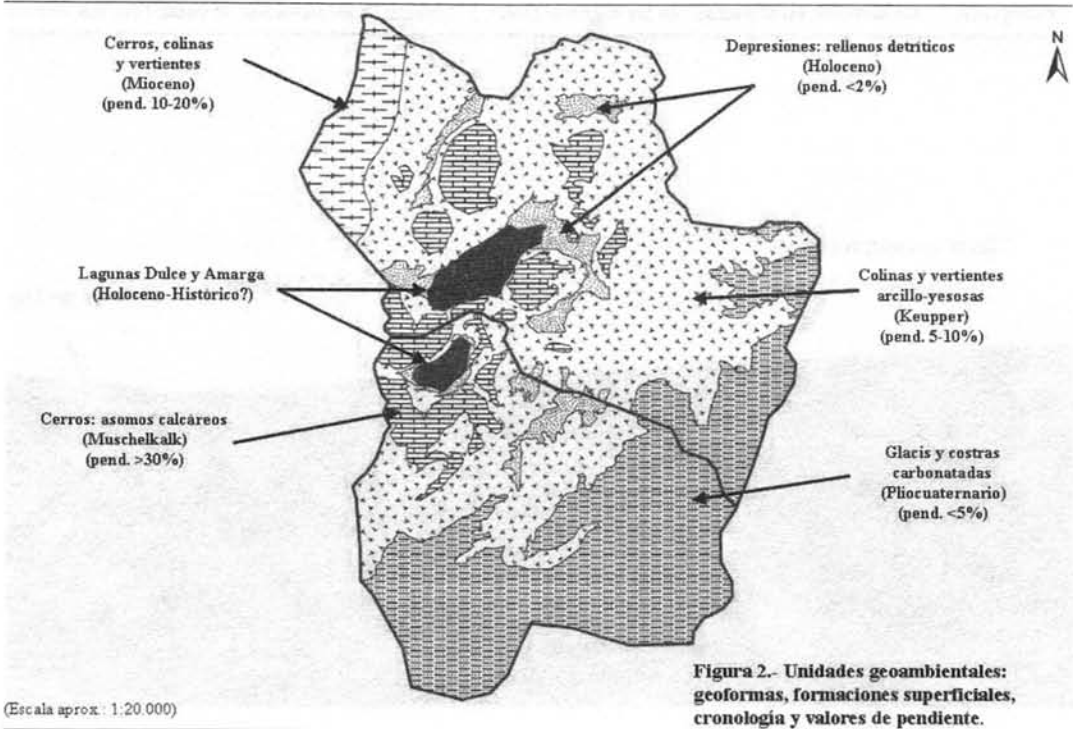 Cerros, colinas
y vertientes
(Mioceno)
(pend. 10-20%)
Depresiones: rellenos detríticos
(Holoceno)
(pend. <2%)
N
Lagunas Dulce y Amarga
(Holoceno-Histórico?)
Colinas y vertientes
arcillo-yesosas
(Keupper)
(pend. 5-10%)
Cerros: asomos calcáreos
(Muschelkalk)
(pend. >30%)
Glacis y costras
carbonatadas
(Pliocuaternario)
(pend. <5%)
Figura 2.- Unidades geoambientales:
geoformas, formaciones superficiales,
cronología y valores de pendiente.
(Escala aprox.: 1:20.000)